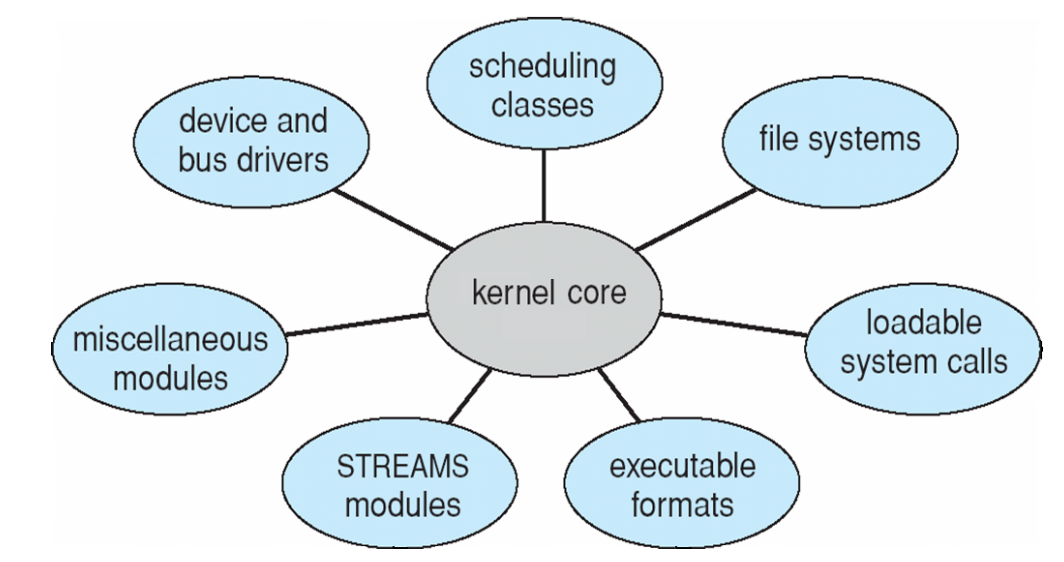 scheduling
classes
device and
bus drivers
file systems
kernel core
loadable
system calls
miscellaneous
modules
STREAMS
modules
executable
formats